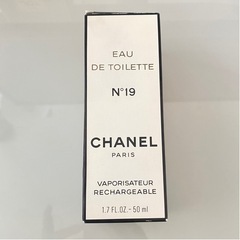 EAU
DE TOILETTE
N°19
CHANEL
PARIS
VAPORISATEUR
RECHARGEABLE
1.7 FL. OZ. - 50 ml